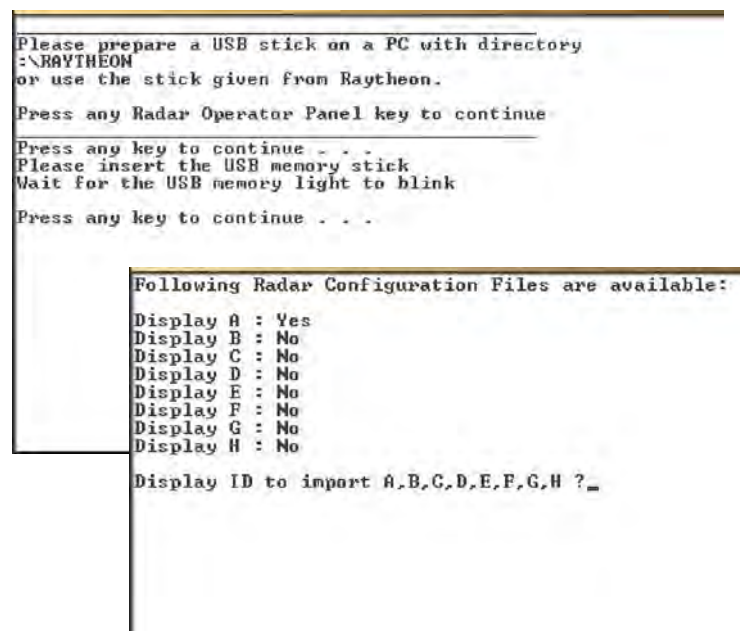 Please prepare a USB stick on a PC with directory
:\RAYTHEON
or use the stick given from Raytheon.
Press any Radar Operator Panel key to continue
Press any key to continue . . .
Please insert the USB memory stick
Wait for the USB memory light to blink
Press any key to continue . . .
Following Radar Configuration Files are available:
Display A : Yes
Display B : No
Display C : No
Display D : No
Display E : No
Display F : No
Display G : No
Display H : No
Display ID to import A,B,C,D,E,F,G,H ?_